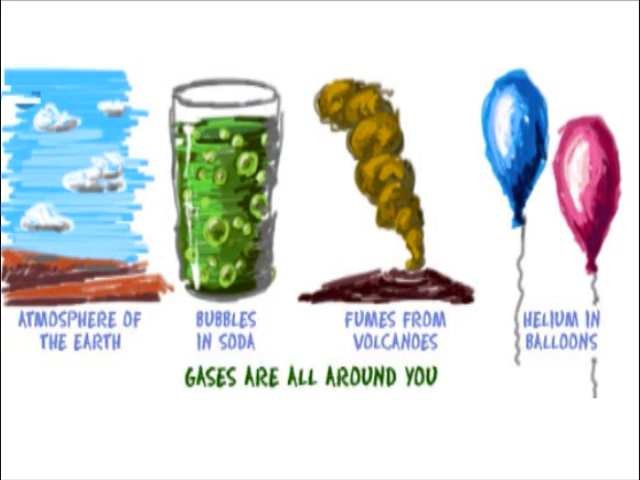 ATMOSPHERE OF
THE EARTH
BUBBLES
IN SODA
FUMES FROM
VOLCANOES
HELIUM IN
BALLOONS
GASES ARE ALL AROUND YOU